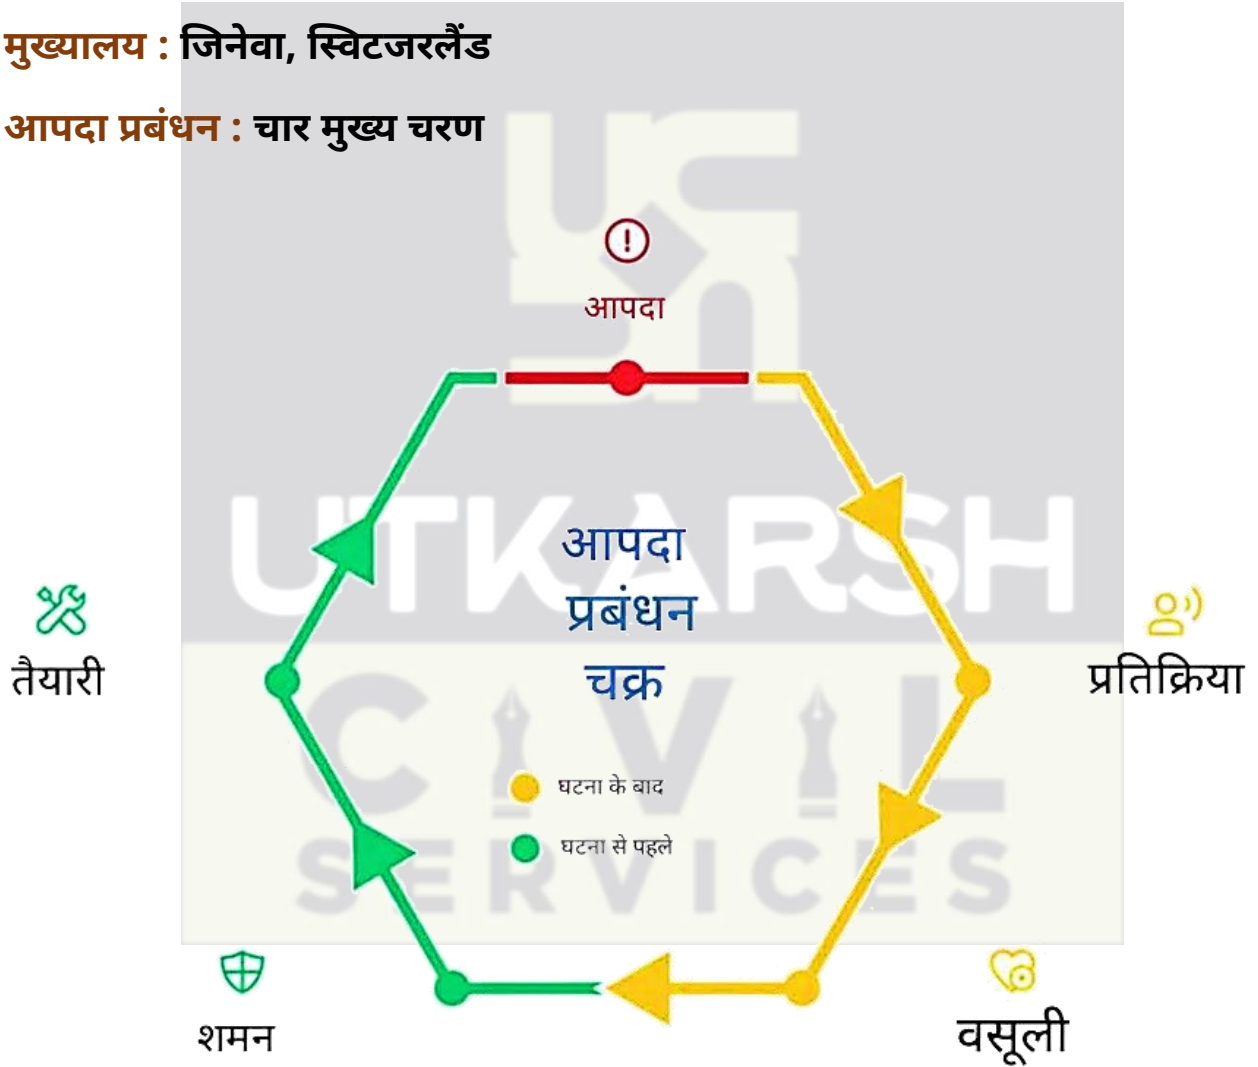 मुख्यालय : जिनेवा, स्विटजरलैंड
आपदा प्रबंधन : चार मुख्य चरण
आपदा
आपदा
प्रबंधन
चक्र
तैयारी
प्रतिक्रिया
घटना के बाद
घटना से पहले
शमन
वसूली
UTKARSH
CIVIL
SERVICES